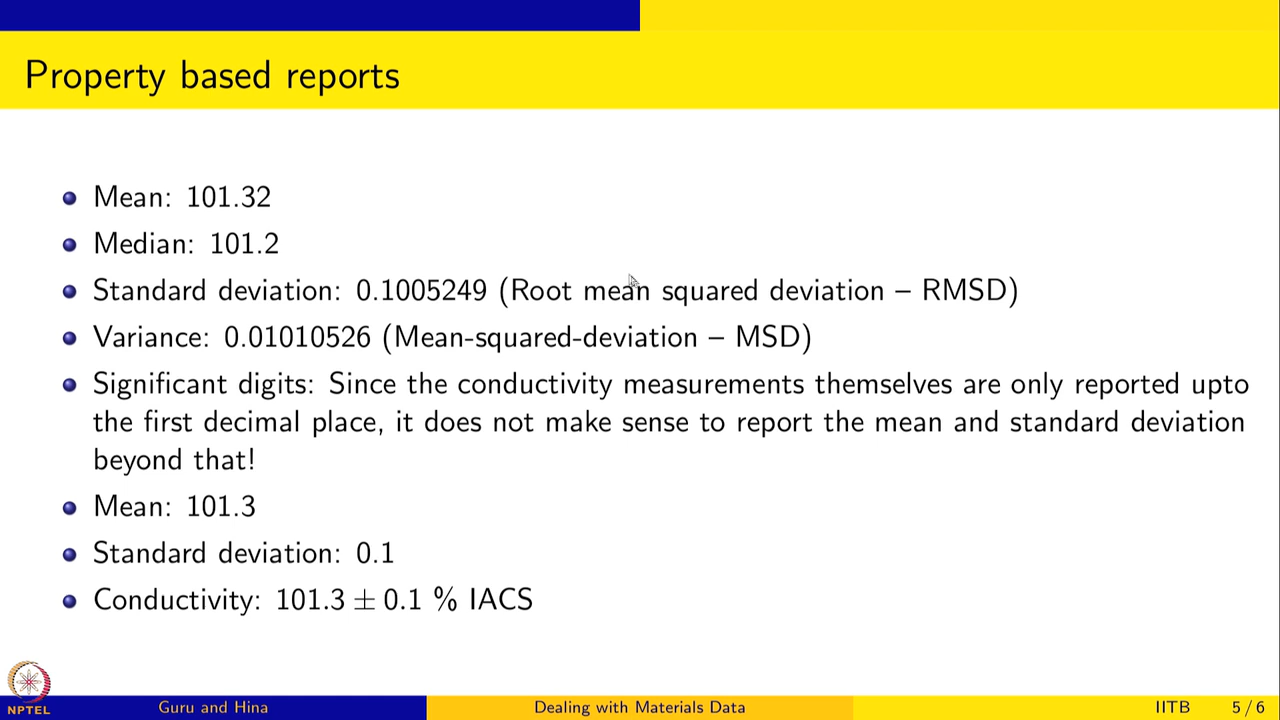 Property based reports
Mean: 101.32
Median: 101.2
Standard deviation: 0.1005249 (Root mean squared deviation – RMSD)
Variance: 0.01010526 (Mean-squared-deviation – MSD)
Significant digits: Since the conductivity measurements themselves are only reported upto
the first decimal place, it does not make sense to report the mean and standard deviation
beyond that!
Mean: 101.3
Standard deviation: 0.1
Conductivity: 101.3 ± 0.1 % IACS
NPTEL
Guru and Hina
Dealing with Materials Data
IITB
5 / 6